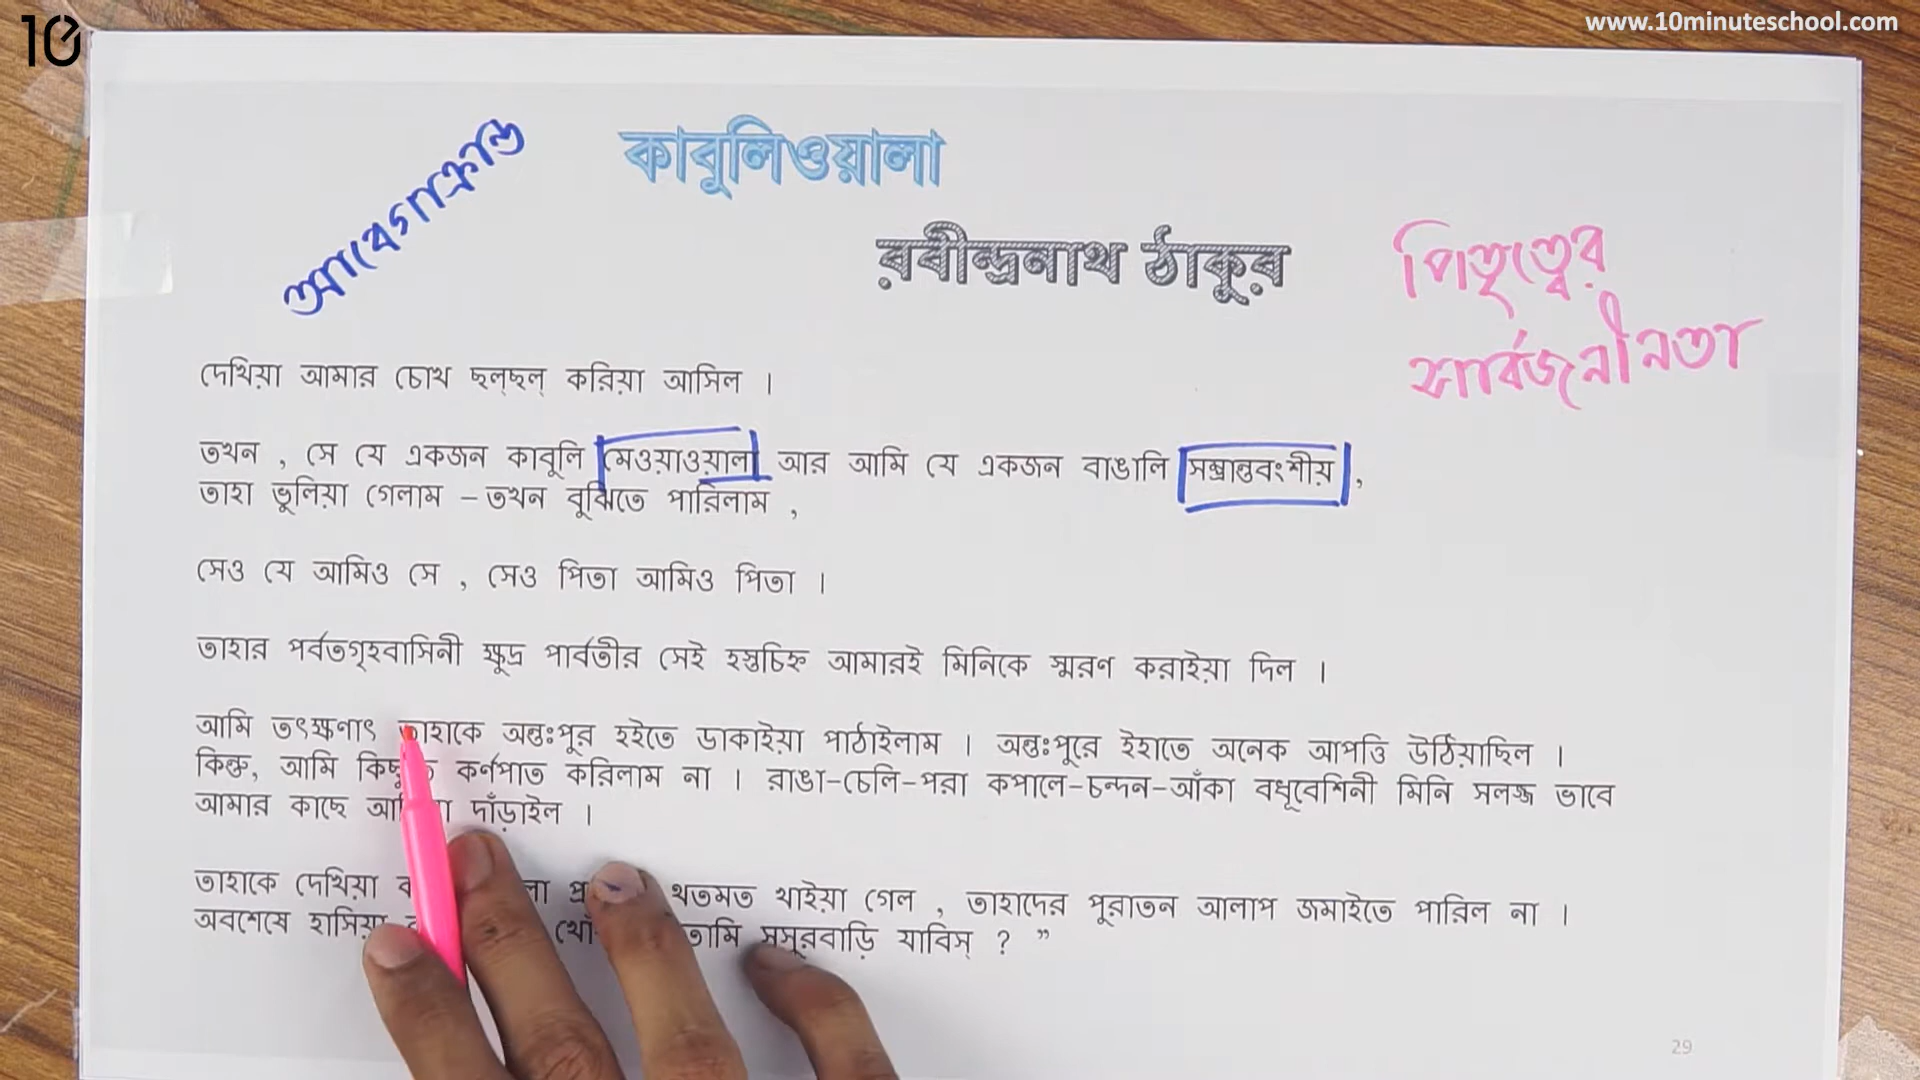 10
www.10minuteschool.com
আবেগাক্রান্ত
কাবুলিওয়ালা
রবীন্দ্রনাথ ঠাকুর
পিতৃত্বের
সার্বজনীনতা
দেখিয়া আমার চোখ ছল্‌ছল্‌ করিয়া আসিল ।
তখন , সে যে একজন কাবুলি মেওয়াওয়ালা আর আমি যে একজন বাঙালি সম্ভ্রান্তবংশীয় ,
তাহা ভুলিয়া গেলাম – তখন বুঝিতে পারিলাম ,
সেও যে আমিও সে , সেও পিতা আমিও পিতা ।
তাহার পর্বতগৃহবাসিনী ক্ষুদ্র পার্বতীর সেই হস্তচিহ্ন আমারই মিনিকে স্মরণ করাইয়া দিল ।
আমি তৎক্ষণাৎ তাহাকে অন্তঃপুর হইতে ডাকাইয়া পাঠাইলাম । অন্তঃপুরে ইহাতে অনেক আপত্তি উঠিয়াছিল ।
কিন্তু, আমি কিছুতে কর্ণপাত করিলাম না । রাঙা-চেলি-পরা কপালে-চন্দন-আঁকা বধূবেশিনী মিনি সলজ্জ ভাবে
আমার কাছে দাঁড়াইল ।
তাহাকে দেখিয়া থতমত খাইয়া গেল , তাহাদের পুরাতন আলাপ জমাইতে পারিল না ।
অবশেষে হাসিয়া সসুরবাড়ি যাবিস্ ? ”
29